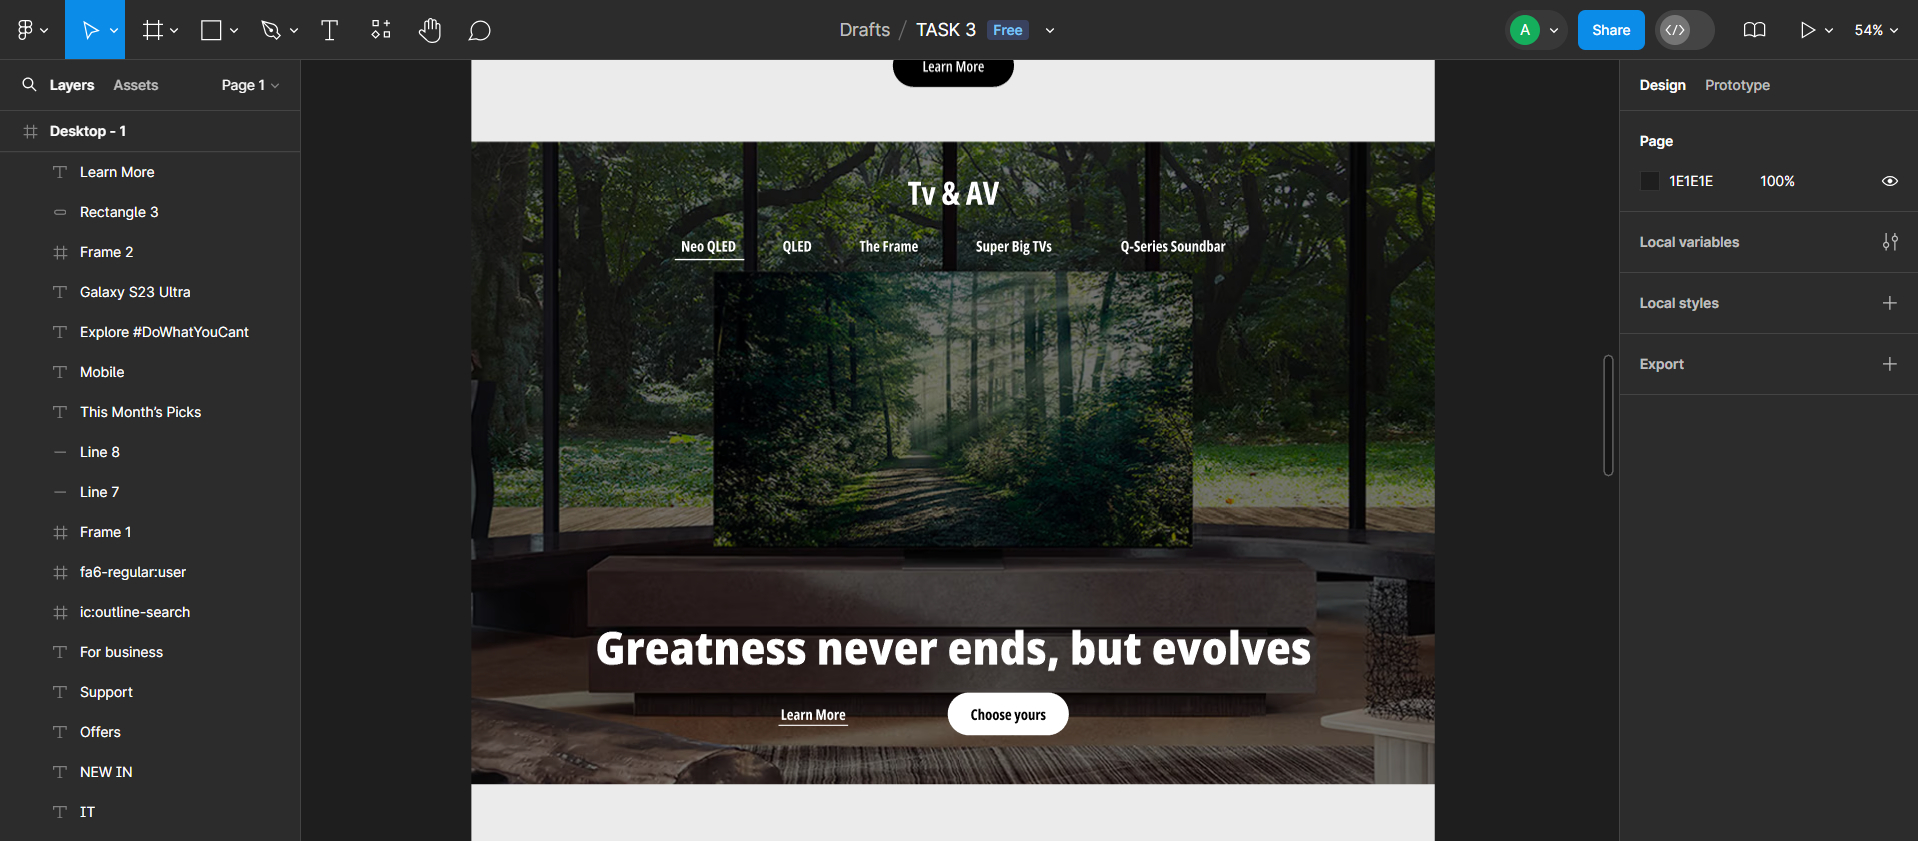 Drafts / TASK 3 Free
A
Share
54%
Layers Assets Page 1
Desktop - 1
Learn More
Rectangle 3
Frame 2
Galaxy S23 Ultra
Explore #DoWhatYouCant
Mobile
This Month's Picks
Line 8
Line 7
Frame 1
fa6-regular:user
ic:outline-search
For business
Support
Offers
NEW IN
IT
Learn More
Tv & AV
Neo QLED QLED The Frame Super Big TVs Q-Series Soundbar
Greatness never ends, but evolves
Learn More Choose yours
Design Prototype
Page
1E1E1E 100%
Local variables
Local styles
Export